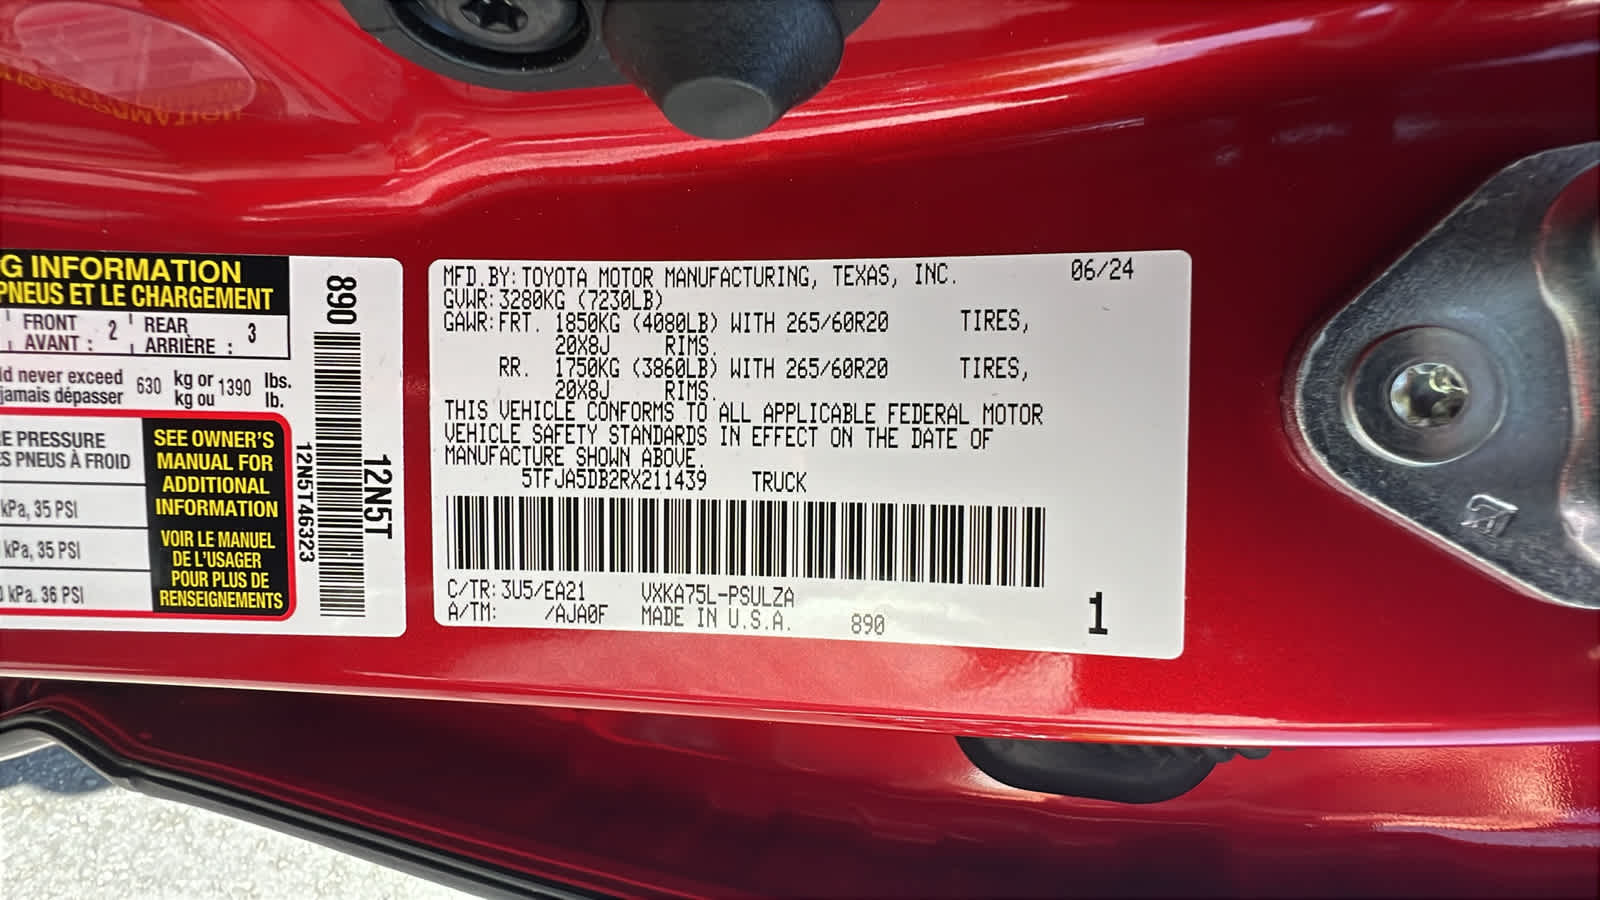 G INFORMATION
PNEUS ET LE CHARGEMENT
FRONT
AVANT : 2
REAR
ARRIÈRE : 3
ld never exceed
jamais dépasser 630 kg or
kg ou 1390 lbs.
lb.
E PRESSURE
ES PNEUS À FROID
kPa, 35 PSI
kPa, 35 PSI
kPa. 36 PSI
SEE OWNER'S
MANUAL FOR
ADDITIONAL
INFORMATION
VOIR LE MANUEL
DE L'USAGER
POUR PLUS DE
RENSEIGNEMENTS
890
12N5T
12N5T46323
MFD.BY:TOYOTA MOTOR MANUFACTURING, TEXAS, INC. 06/24
GVWR:3280KG (7230LB)
GAWR:FRT. 1850KG (4080LB) WITH 265/60R20 TIRES,
20X8J RIMS.
RR. 1750KG (3860LB) WITH 265/60R20 TIRES,
20X8J RIMS.
THIS VEHICLE CONFORMS TO ALL APPLICABLE FEDERAL MOTOR
VEHICLE SAFETY STANDARDS IN EFFECT ON THE DATE OF
MANUFACTURE SHOWN ABOVE.
5TFJA5DB2RX211439 TRUCK
C/TR:3U5/EA21 VXKA75L-PSULZA
A/TM: /AJA0F MADE IN U.S.A. 890
1